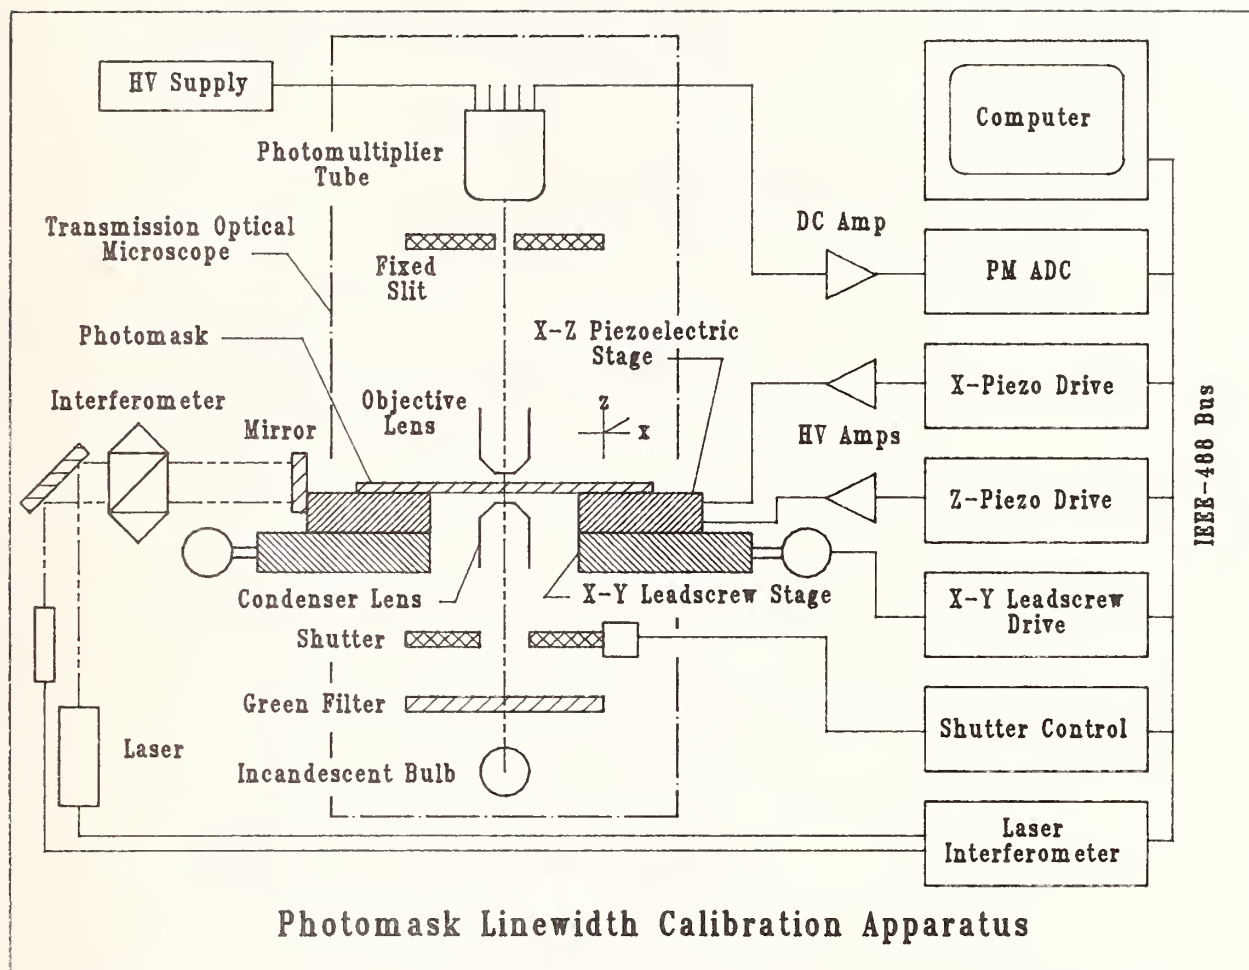 HV Supply
Computer
Photomultiplier
Tube
Transmission Optical
Microscope
DC Amp
Fixed
Slit
PM ADC
X-Z Piezoelectric
Stage
Photomask
Interferometer
Objective
Lens
Z
X
X-Piezo Drive
Mirror
HV Amps
IEEE-488 Bus
Z-Piezo Drive
Condenser Lens
X-Y Leadscrew Stage
X-Y Leadscrew
Drive
Shutter
Green Filter
Shutter Control
Laser
Incandescent Bulb
Laser
Interferometer
Photomask Linewidth Calibration Apparatus